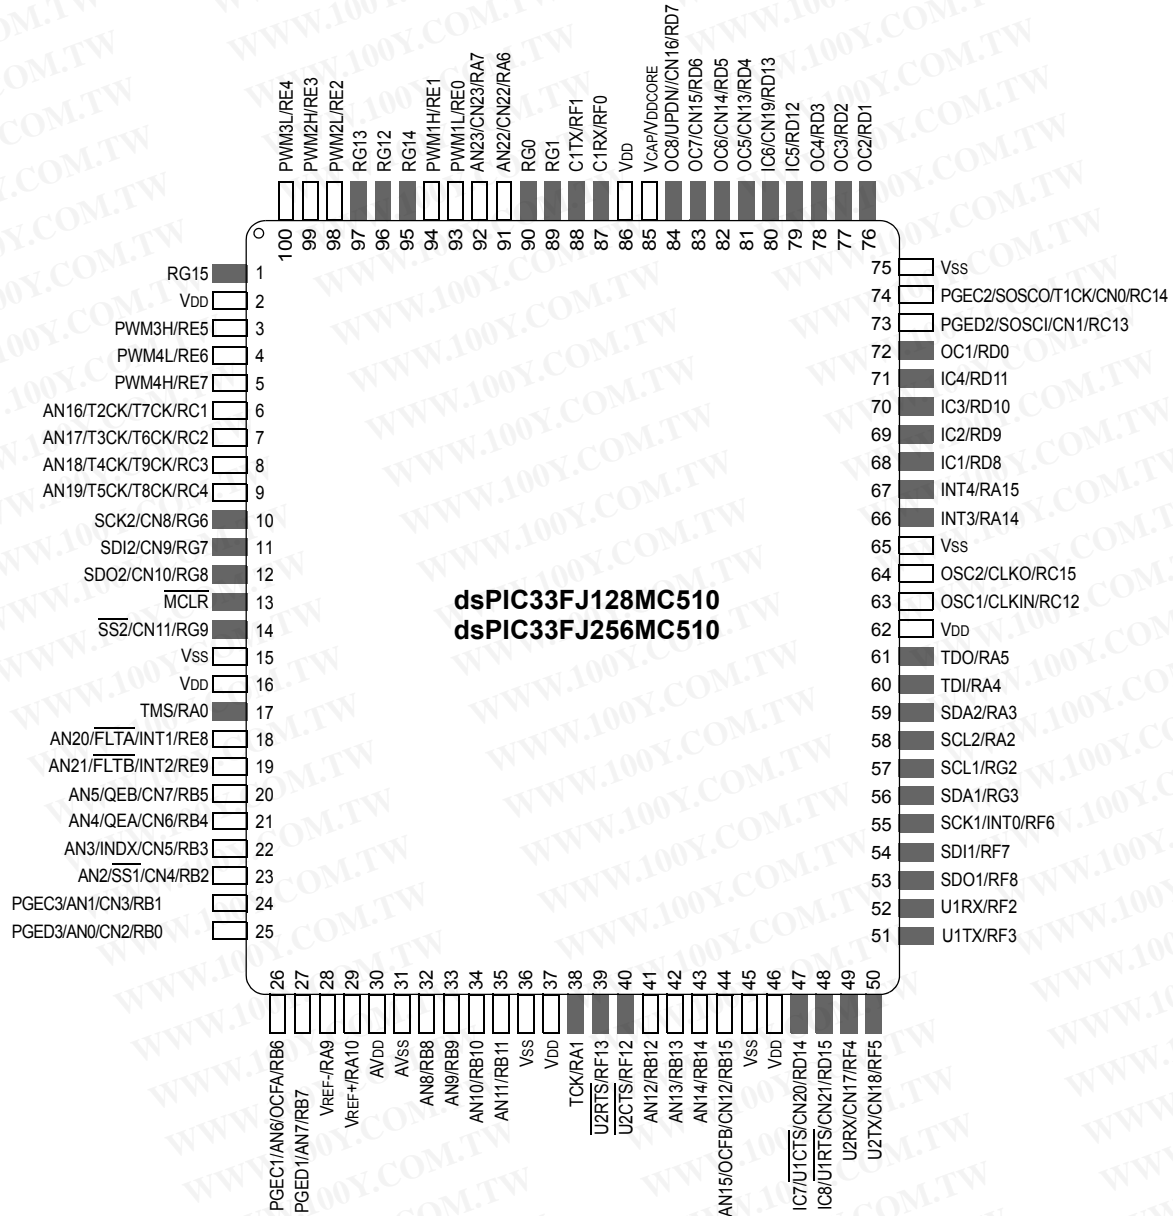 PWM3L/RE4
PWM2H/RE3
PWM2L/RE2
RG13
RG12
RG14
PWM1H/RE1
PWM1L/RE0
AN23/CN23/RA7
AN22/CN22/RA6
RG0
RG1
C1TX/RF1
C1RX/RF0
VDD
VCAP/VDDCORE
OC8/UPDN//CN16/RD7
OC7/CN15/RD6
OC6/CN14/RD5
OC5/CN13/RD4
IC6/CN19/RD13
IC5/RD12
OC4/RD3
OC3/RD2
OC2/RD1
100 99 98 97 96 95 94 93 92 91 90 89 88 87 86 85 84 83 82 81 80 79 78 77 76
RG15 1
VDD 2
PWM3H/RE5 3
PWM4L/RE6 4
PWM4H/RE7 5
AN16/T2CK/T7CK/RC1 6
AN17/T3CK/T6CK/RC2 7
AN18/T4CK/T9CK/RC3 8
AN19/T5CK/T8CK/RC4 9
SCK2/CN8/RG6 10
SDI2/CN9/RG7 11
SDO2/CN10/RG8 12
MCLR 13
SS2/CN11/RG9 14
VSS 15
VDD 16
TMS/RA0 17
AN20/FLTA/INT1/RE8 18
AN21/FLTB/INT2/RE9 19
AN5/QEB/CN7/RB5 20
AN4/QEA/CN6/RB4 21
AN3/INDX/CN5/RB3 22
AN2/SS1/CN4/RB2 23
PGEC3/AN1/CN3/RB1 24
PGED3/AN0/CN2/RB0 25
dsPIC33FJ128MC510
dsPIC33FJ256MC510
75 VSS
74 PGEC2/SOSCO/T1CK/CN0/RC14
73 PGED2/SOSCI/CN1/RC13
72 OC1/RD0
71 IC4/RD11
70 IC3/RD10
69 IC2/RD9
68 IC1/RD8
67 INT4/RA15
66 INT3/RA14
65 VSS
64 OSC2/CLKO/RC15
63 OSC1/CLKIN/RC12
62 VDD
61 TDO/RA5
60 TDI/RA4
59 SDA2/RA3
58 SCL2/RA2
57 SCL1/RG2
56 SDA1/RG3
55 SCK1/INT0/RF6
54 SDI1/RF7
53 SDO1/RF8
52 U1RX/RF2
51 U1TX/RF3
26 27 28 29 30 31 32 33 34 35 36 37 38 39 40 41 42 43 44 45 46 47 48 49 50
PGEC1/AN6/OCFA/RB6
PGED1/AN7/RB7
VREF-/RA9
VREF+/RA10
AVDD
AVSS
AN8/RB8
AN9/RB9
AN10/RB10
AN11/RB11
VSS
VDD
TCK/RA1
U2RTS/RF13
U2CTS/RF12
AN12/RB12
AN13/RB13
AN14/RB14
AN15/OCFB/CN12/RB15
VSS
VDD
IC7/U1CTS/CN20/RD14
IC8/U1RTS/CN21/RD15
U2RX/CN17/RF4
U2TX/CN18/RF5
WWW.100Y.COM.TW